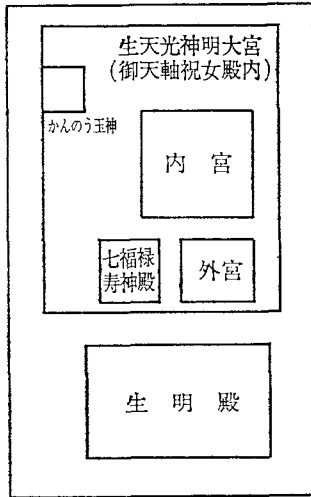 生天光神明大宮
(御天軸祝女殿内)
かんのう玉神
内宮
七福禄
寿神殿
外宮
生明殿